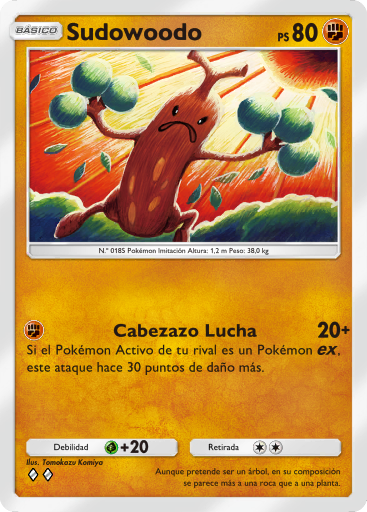 BÁSICO Sudowoodo PS 80
N.º 0185 Pokémon Imitación Altura: 1,2 m Peso: 38,0 kg
Cabezazo Lucha 20+
Si el Pokémon Activo de tu rival es un Pokémon ex,
este ataque hace 30 puntos de daño más.
Debilidad +20 Retirada
Ilus. Tomokazu Komiya
Aunque pretende ser un árbol, en su composición
se parece más a una roca que a una planta.